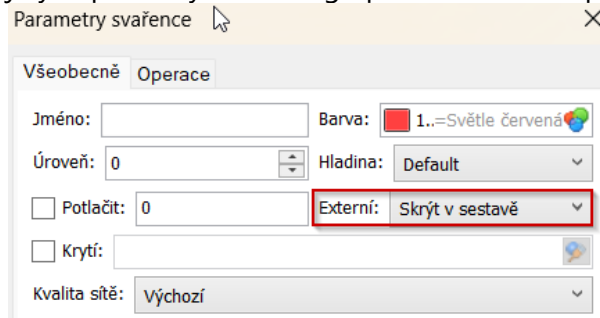 Parametry svařence
Všeobecně Operace
Jméno: Barva: 1..=Světle červená
Úroveň: 0 Hladina: Default
Potlačit: 0 Externí: Skrýt v sestavě
Krytí:
Kvalita sítě: Výchozí